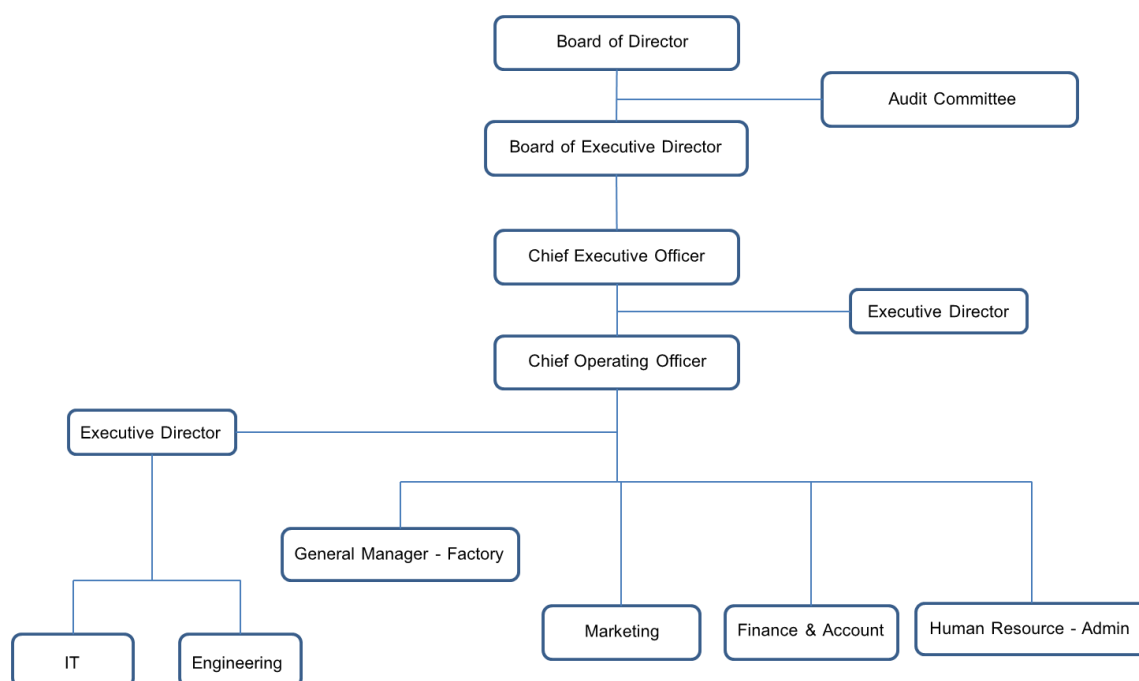 Board of Director
Audit Committee
Board of Executive Director
Chief Executive Officer
Executive Director
Chief Operating Officer
Executive Director
General Manager - Factory
Marketing
Finance & Account
Human Resource - Admin
IT
Engineering